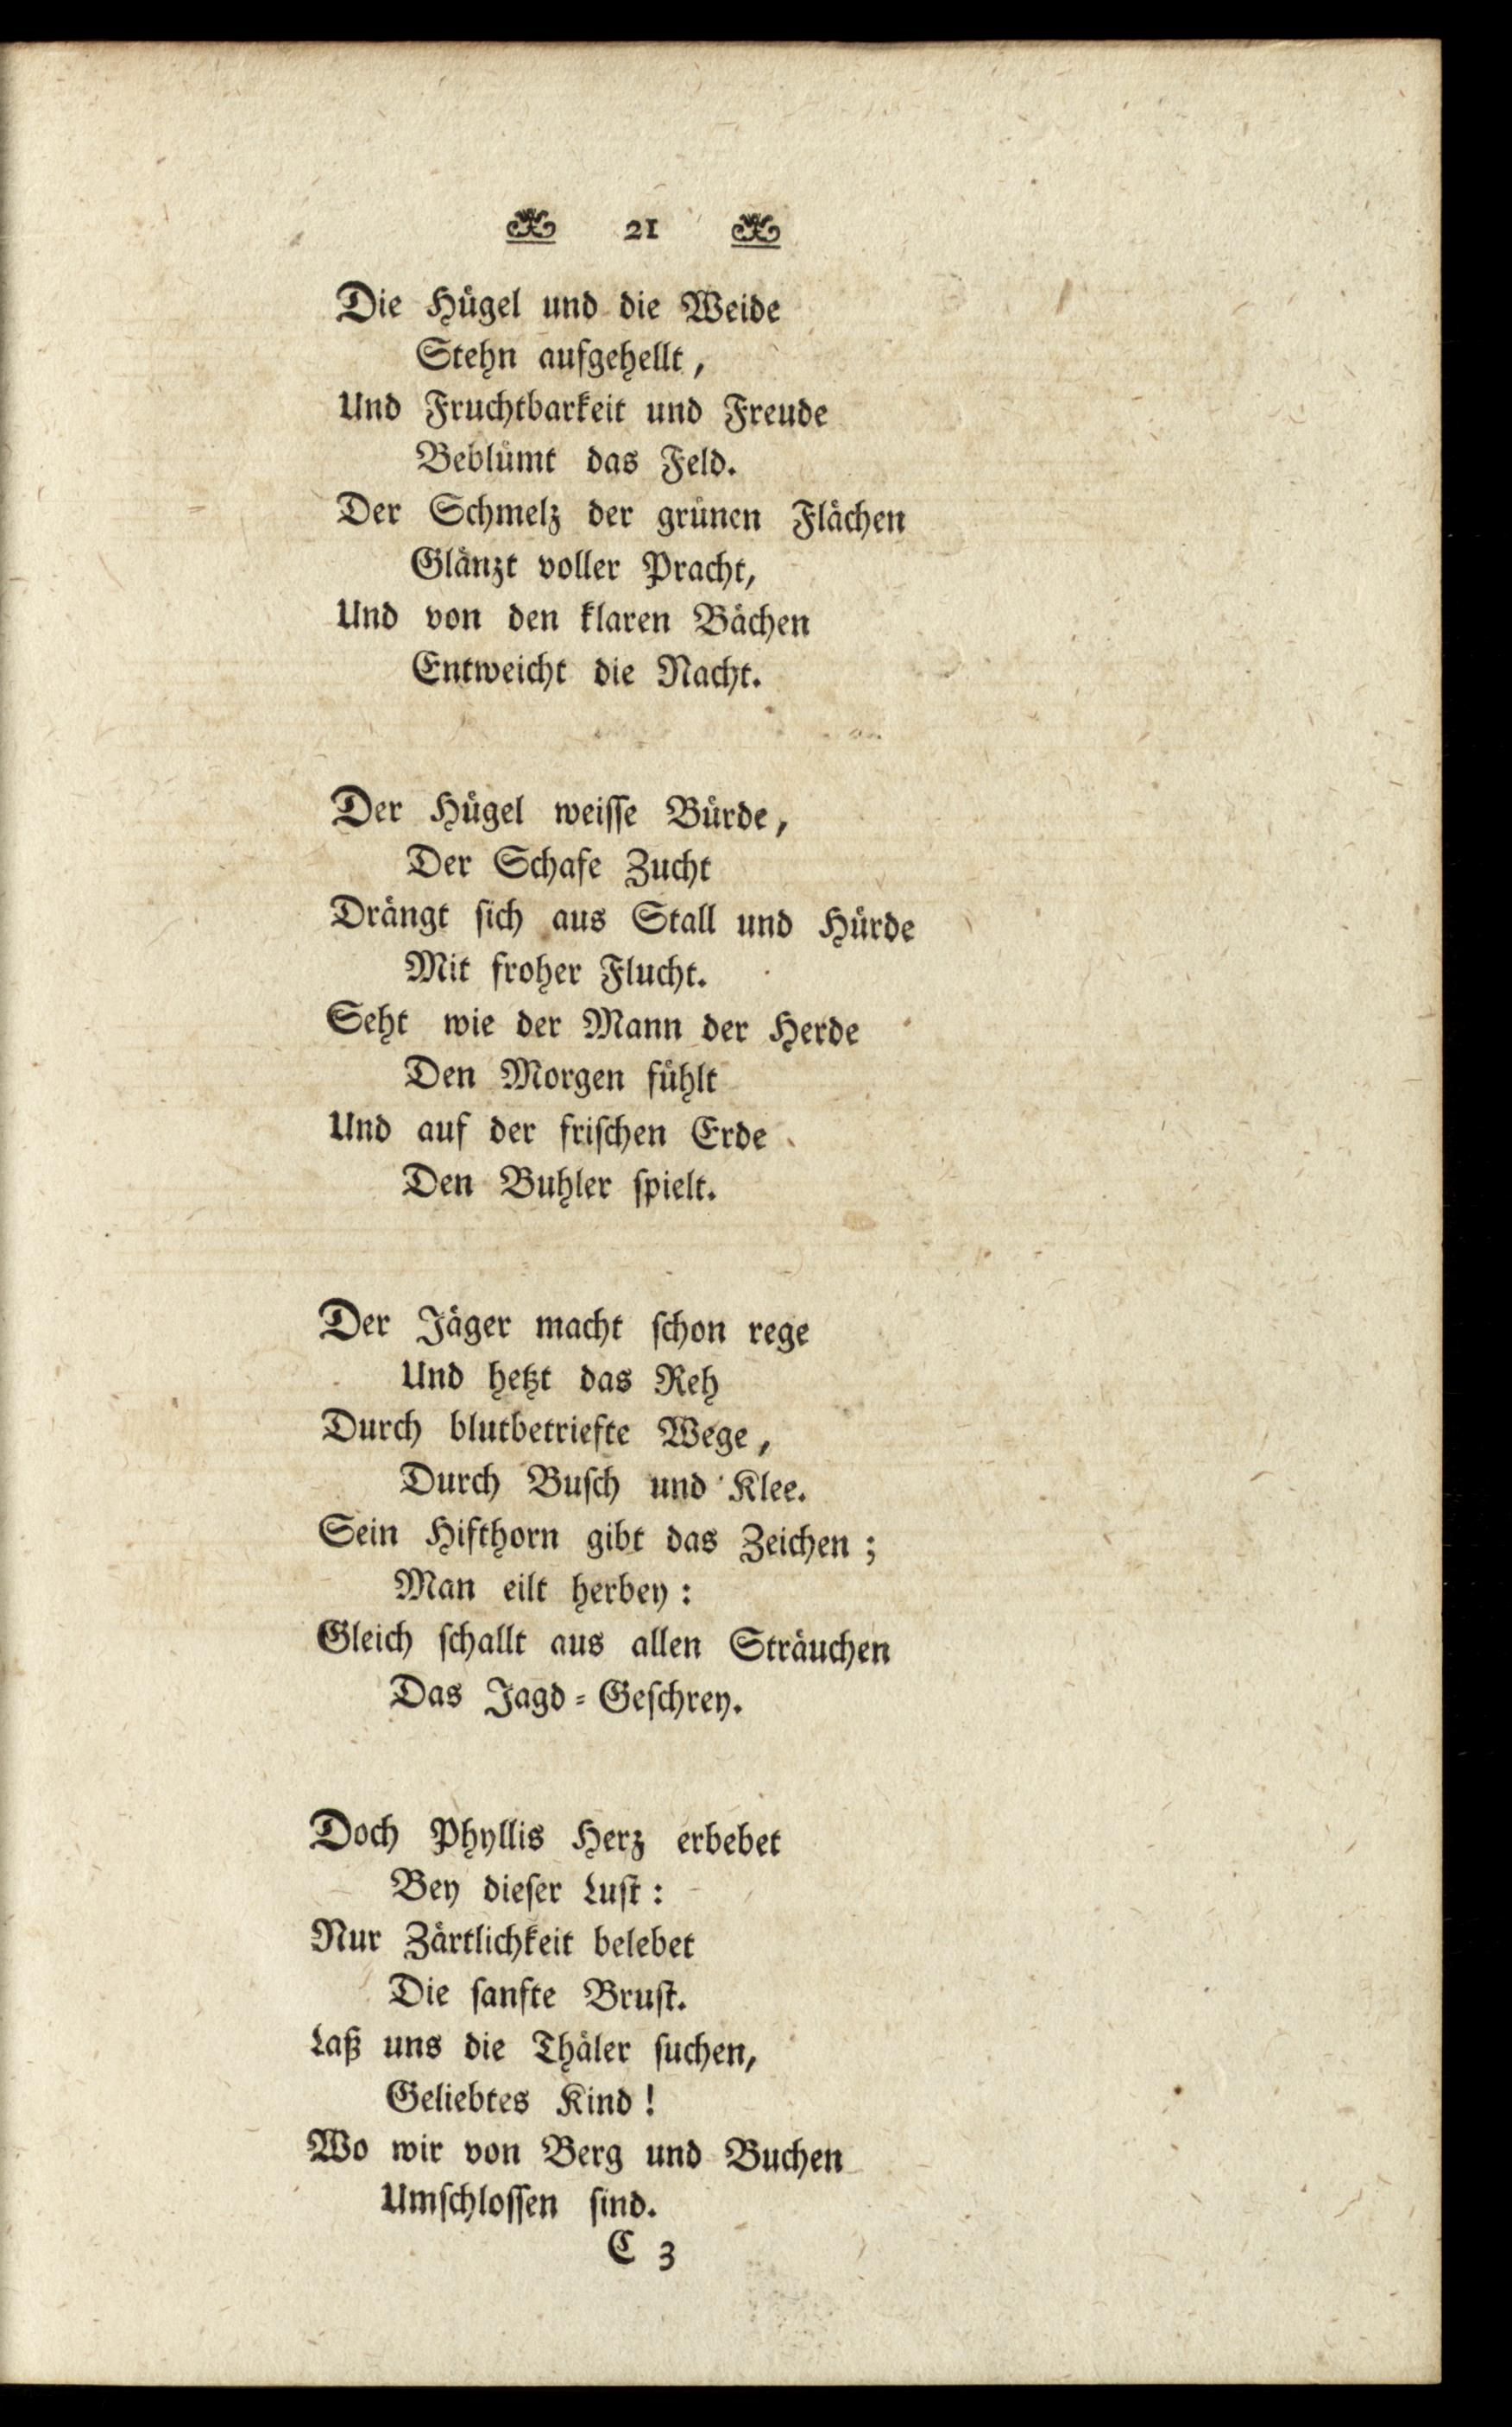 21
Die Hügel und die Weide
Stehn aufgehellt,
Und Fruchtbarkeit und Freude
Beblümt das Feld.
Der Schmelz der grünen Flächen
Glänzt voller Pracht,
Und von den klaren Bächen
Entweicht die Nacht.
Der Hügel weiſſe Bürde,
Der Schafe Zucht
Drängt ſich aus Stall und Hürde
Mit froher Flucht.
Seht wie der Mann der Herde
Den Morgen fühlt
Und auf der friſchen Erde
Den Buhler ſpielt.
Der Jäger macht ſchon rege
Und hetzt das Reh
Durch blutbetriefte Wege,
Durch Buſch und Klee.
Sein Hifthorn gibt das Zeichen;
Man eilt herbey:
Gleich ſchallt aus allen Sträuchen
Das Jagd-Geſchrey.
Doch Phyllis Herz erbebet
Bey dieſer Luſt:
Nur Zärtlichkeit belebet
Die ſanfte Bruſt.
Laß uns die Thäler ſuchen,
Geliebtes Kind!
Wo wir von Berg und Buchen
Umſchloſſen ſind.
C 3